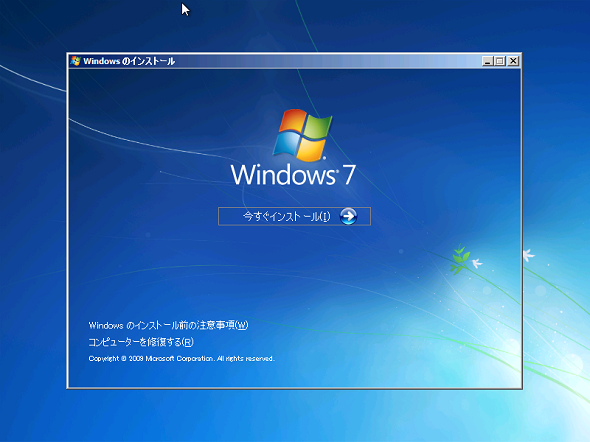 Windows のインストール
Windows® 7
今すぐインストール(I)
Windows のインストール前の注意事項(W)
コンピューターを修復する(R)
Copyright © 2009 Microsoft Corporation. All rights reserved.